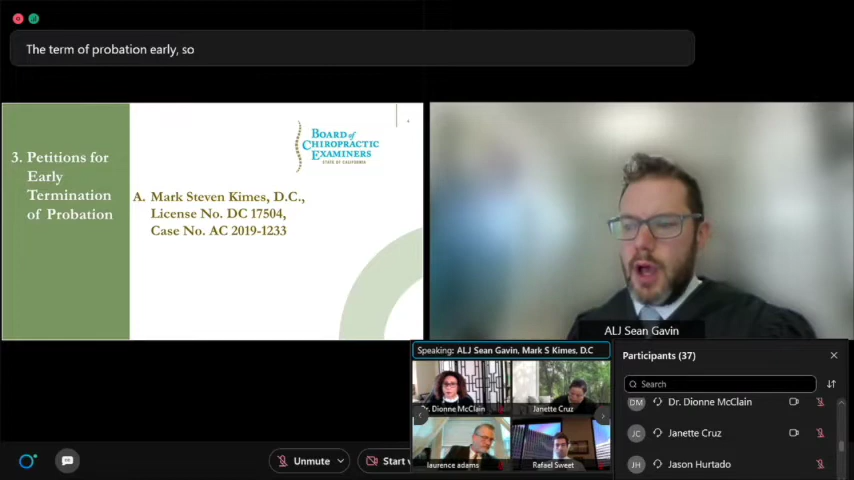 The term of probation early, so
3. Petitions for
Early
Termination
of Probation
BOARD of
CHIROPRACTIC
EXAMINERS
STATE OF CALIFORNIA
A. Mark Steven Kimes, D.C.,
License No. DC 17504,
Case No. AC 2019-1233
ALJ Sean Gavin
Speaking: ALJ Sean Gavin, Mark S Kimes, D.C
Dr. Dionne McClain
Janette Cruz
laurence adams
Rafael Sweet
Participants (37)
Search
DM Dr. Dionne McClain
JC Janette Cruz
JH Jason Hurtado
Unmute
Start